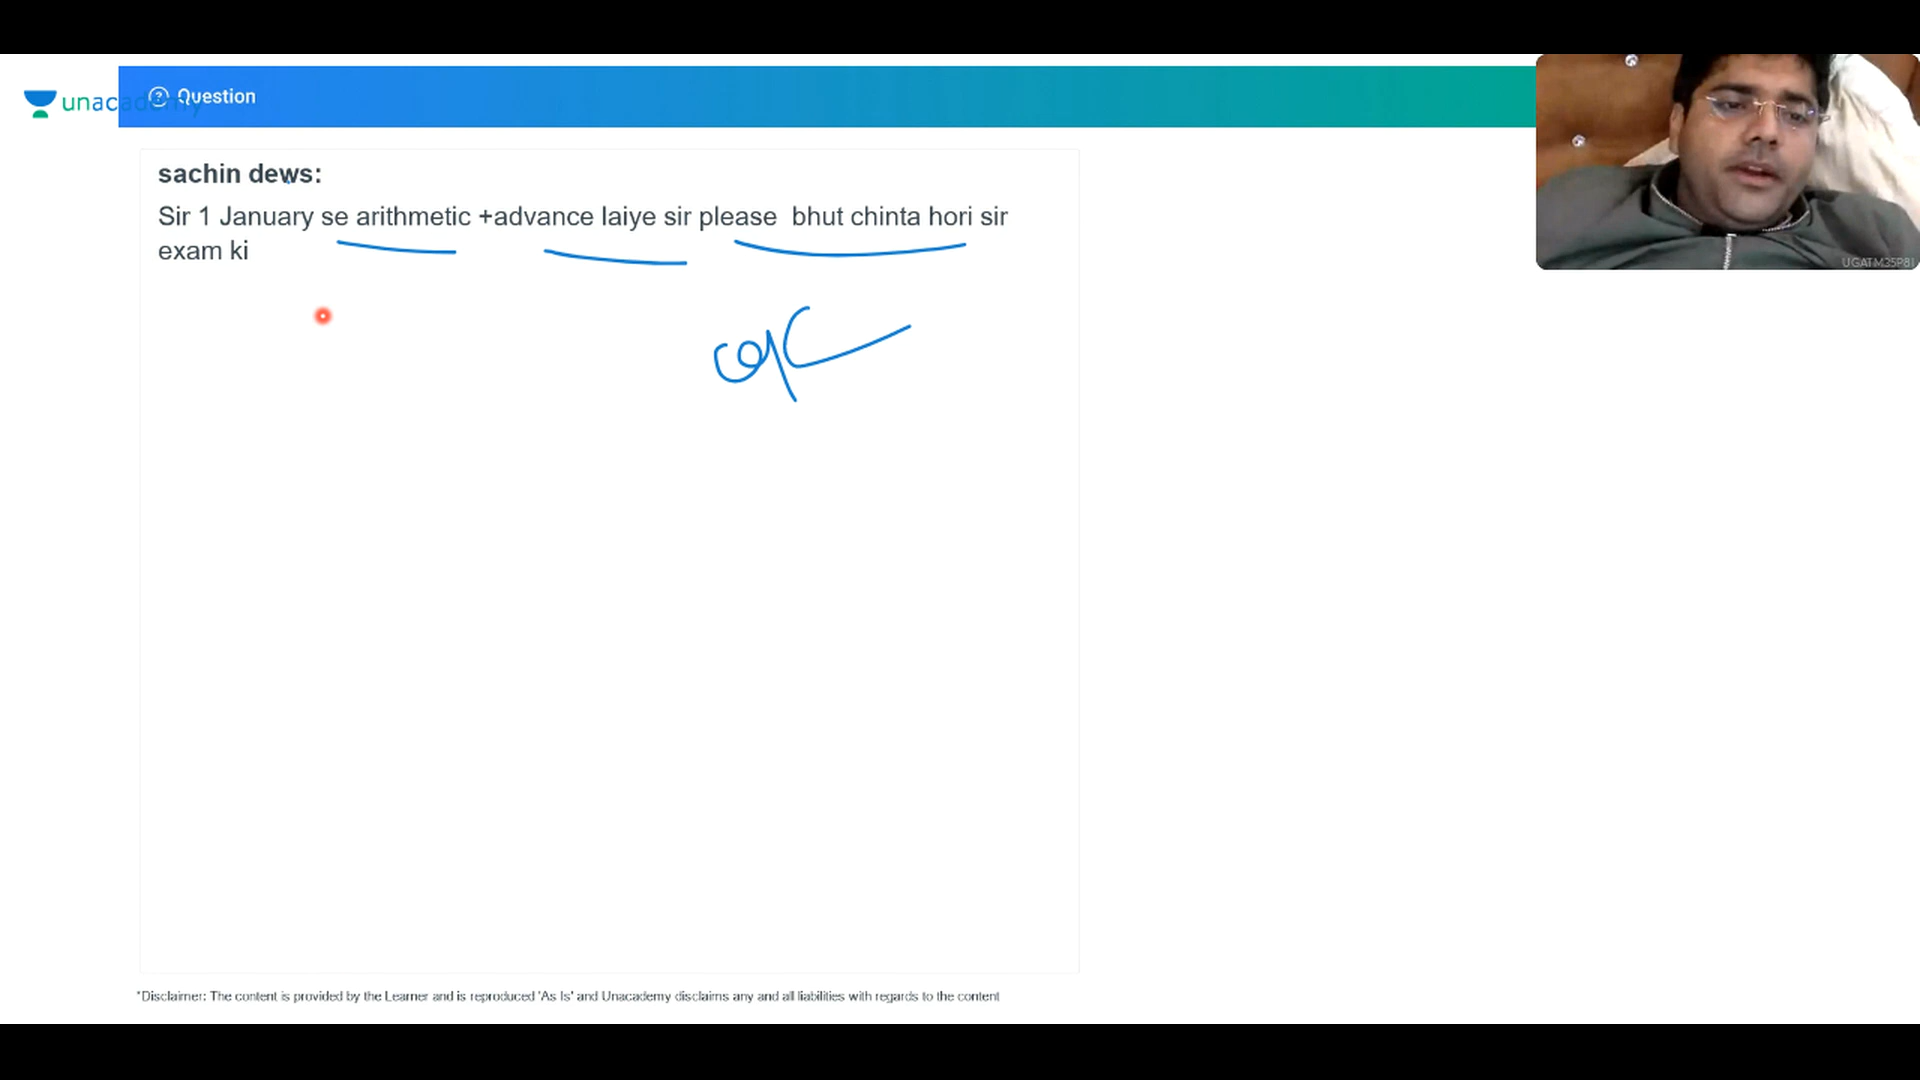 unacademy
Question
sachin dews:
Sir 1 January se arithmetic +advance laiye sir please bhut chinta hori sir
exam ki
UGATM35P8I
*Disclaimer: The content is provided by the Learner and is reproduced 'As Is' and Unacademy disclaims any and all liabilities with regards to the content